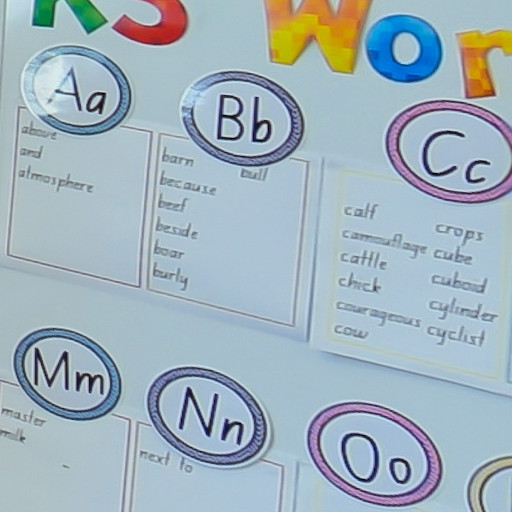 KS Wor
Aa
above
and
atmosphere
Bb
barn bull
because
beef
beside
boar
burly
Cc
calf crops
camouflage cube
cattle cuboid
chick cylinder
courageous cyclist
cow
Mm
master
milk
Nn
next to
Oo